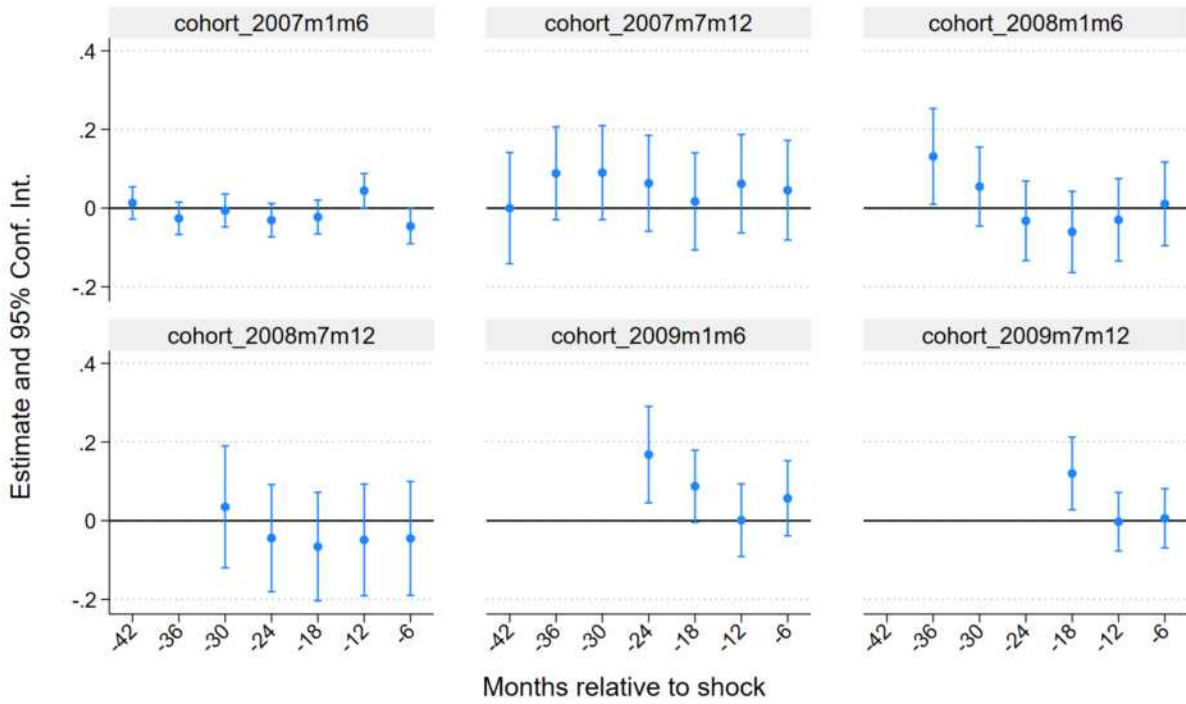 cohort_2007m1m6 cohort_2007m7m12 cohort_2008m1m6
.4
.2
0
-.2
cohort_2008m7m12 cohort_2009m1m6 cohort_2009m7m12
.4
.2
0
-.2
Estimate and 95% Conf. Int.
-42 -36 -30 -24 -18 -12 -6 -42 -36 -30 -24 -18 -12 -6 -42 -36 -30 -24 -18 -12 -6
Months relative to shock